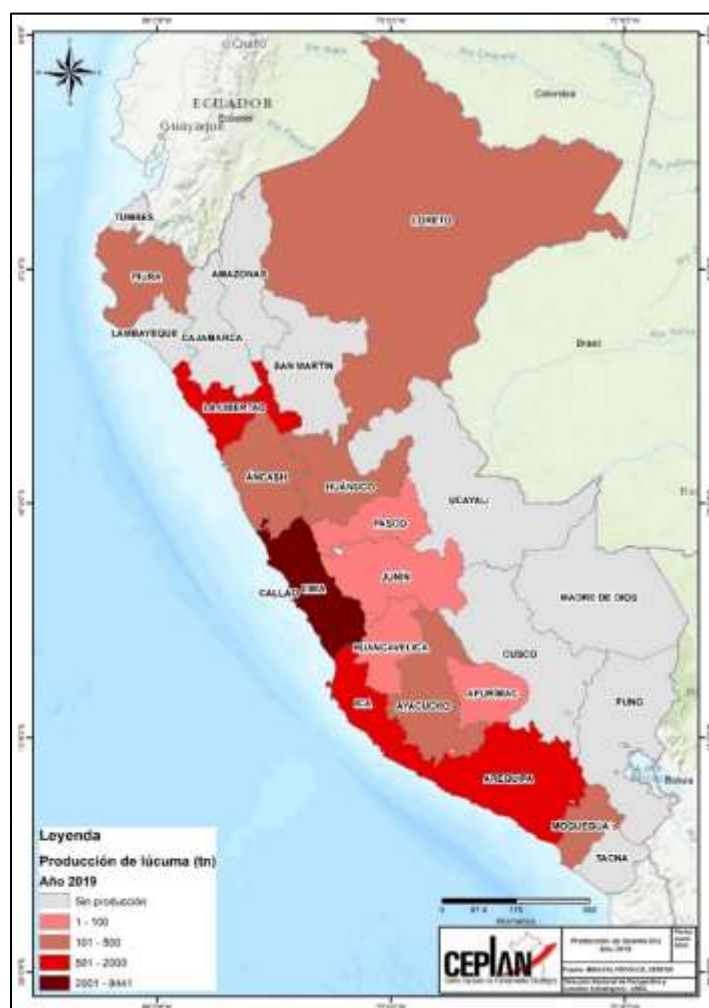 Quito
Colombia
ECUADOR
Guayaquil
TUMBES
LORETO
PIURA
AMAZONAS
LAMBAYEQUE
CAJAMARCA
SAN MARTÍN
Brasil
LA LIBERTAD
ÁNCASH
HUÁNUCO
UCAYALI
PASCO
JUNÍN
MADRE DE DIOS
CALLAO
LIMA
HUANCAVELICA
CUSCO
APURÍMAC
PUNO
ICA
AYACUCHO
AREQUIPA
MOQUEGUA
TACNA
Leyenda
Producción de lúcuma (tn)
Año 2019
Sin producción
1 - 100
101 - 500
501 - 2000
2001 - 8441
CEPLAN